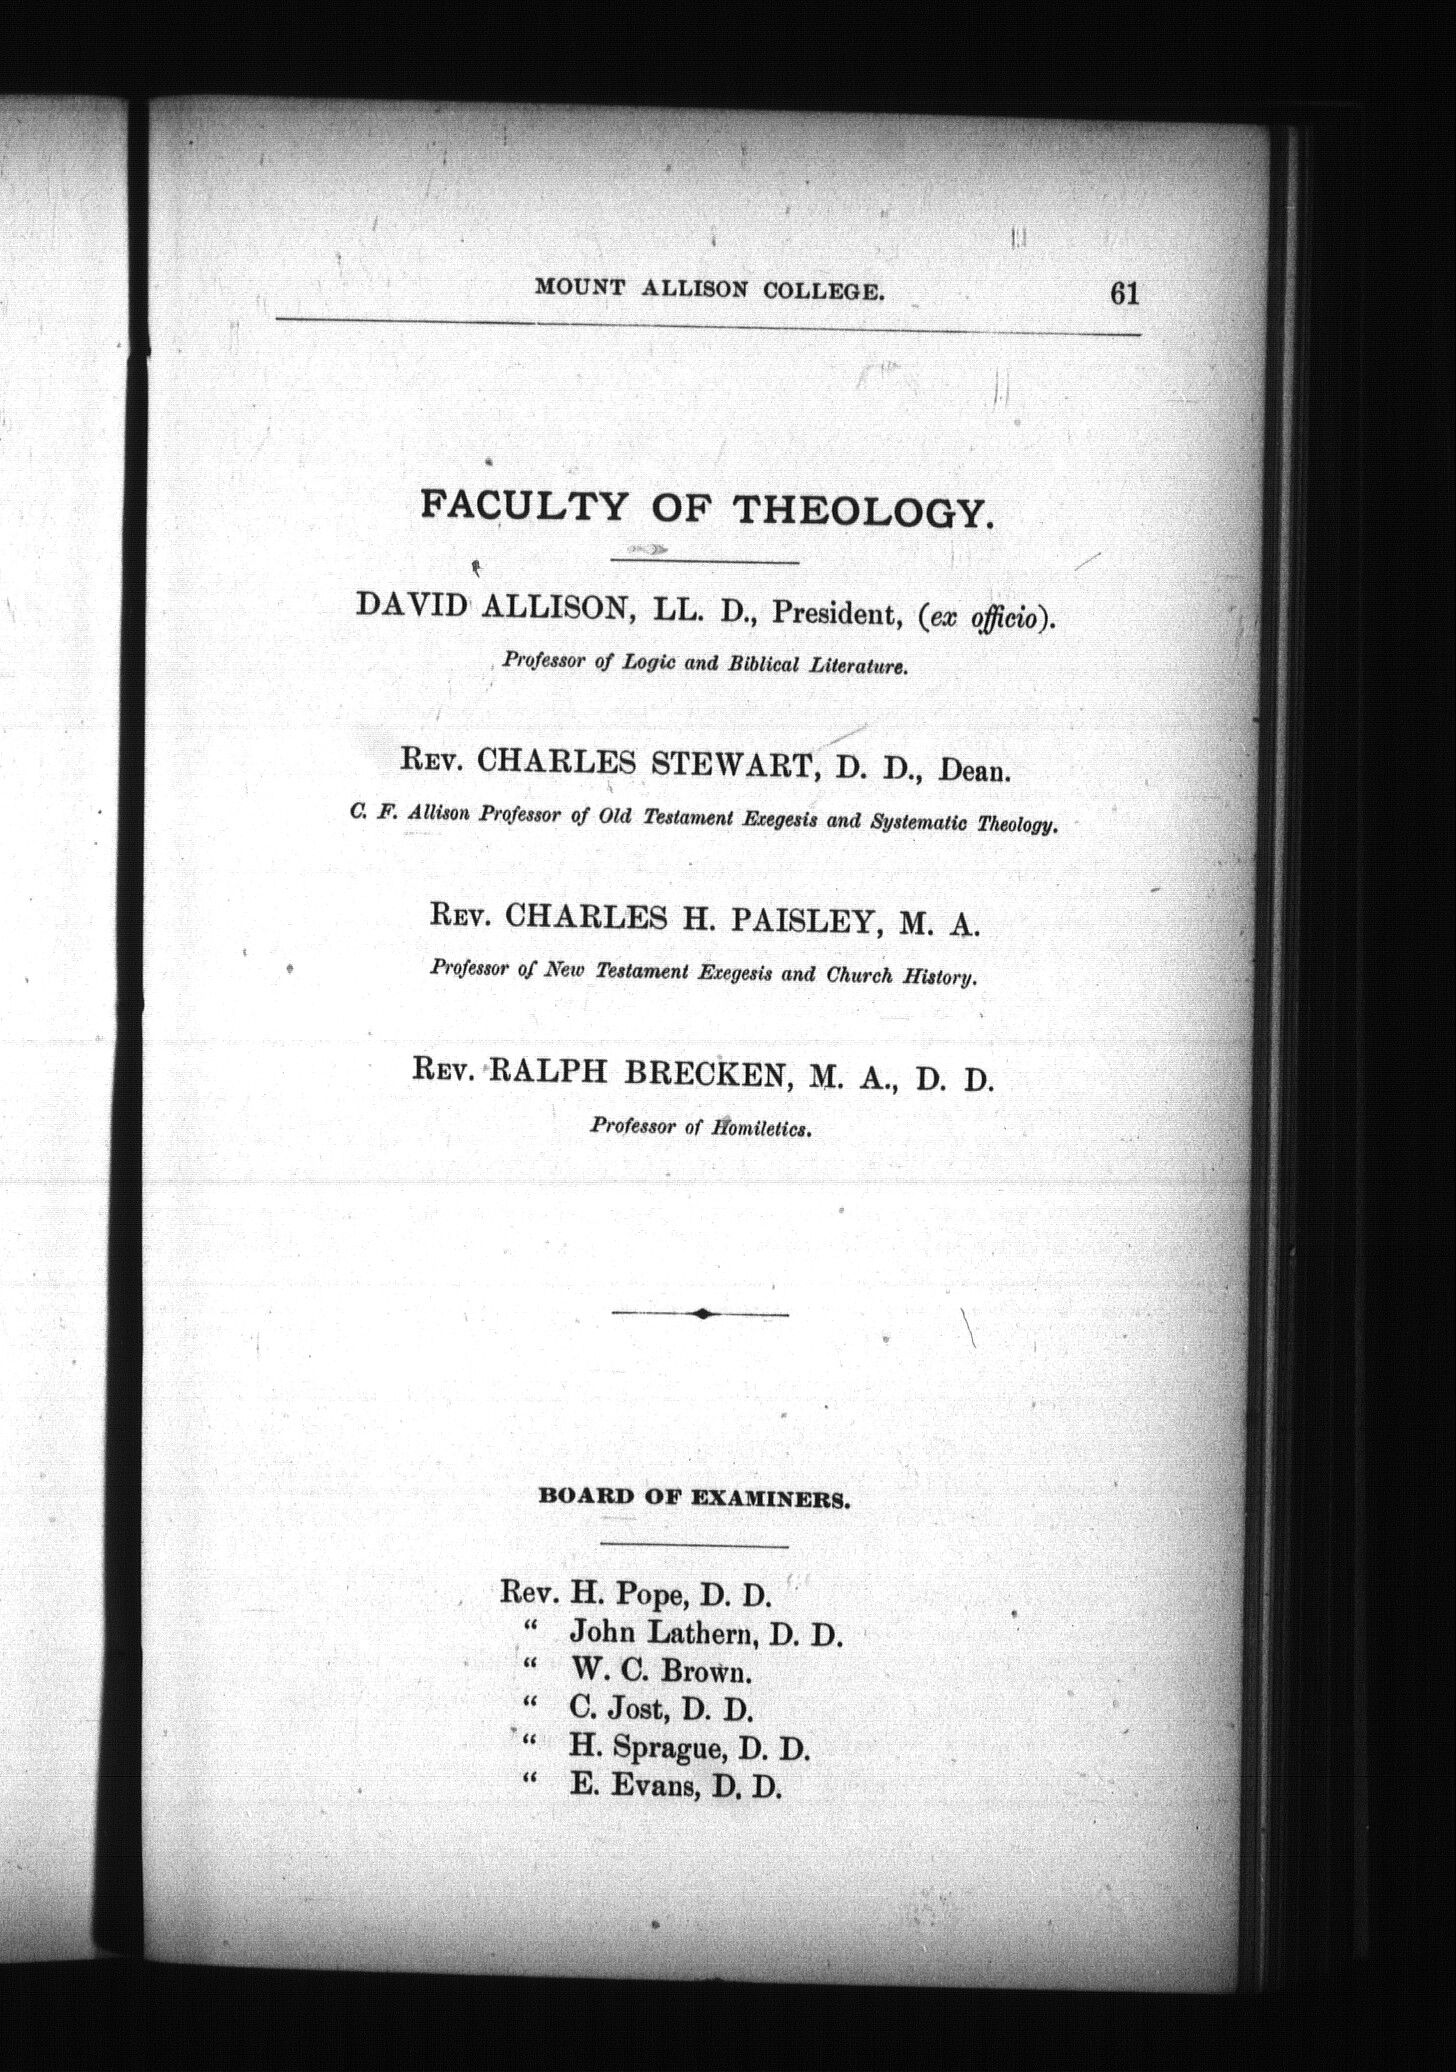 MOUNT ALLISON COLLEGE. 61
FACULTY OF THEOLOGY.
DAVID ALLISON, LL. D., President, (ex officio).
Professor of Logic and Biblical Literature.
REV. CHARLES STEWART, D. D., Dean.
C. F. Allison Professor of Old Testament Exegesis and Systematic Theology.
REV. CHARLES H. PAISLEY, M. A.
Professor of New Testament Exegesis and Church History.
REV. RALPH BRECKEN, M. A., D. D.
Professor of Homiletics.
BOARD OF EXAMINERS.
Rev. H. Pope, D. D.
“ John Lathern, D. D.
“ W. C. Brown.
“ C. Jost, D. D.
“ H. Sprague, D. D.
“ E. Evans, D. D.